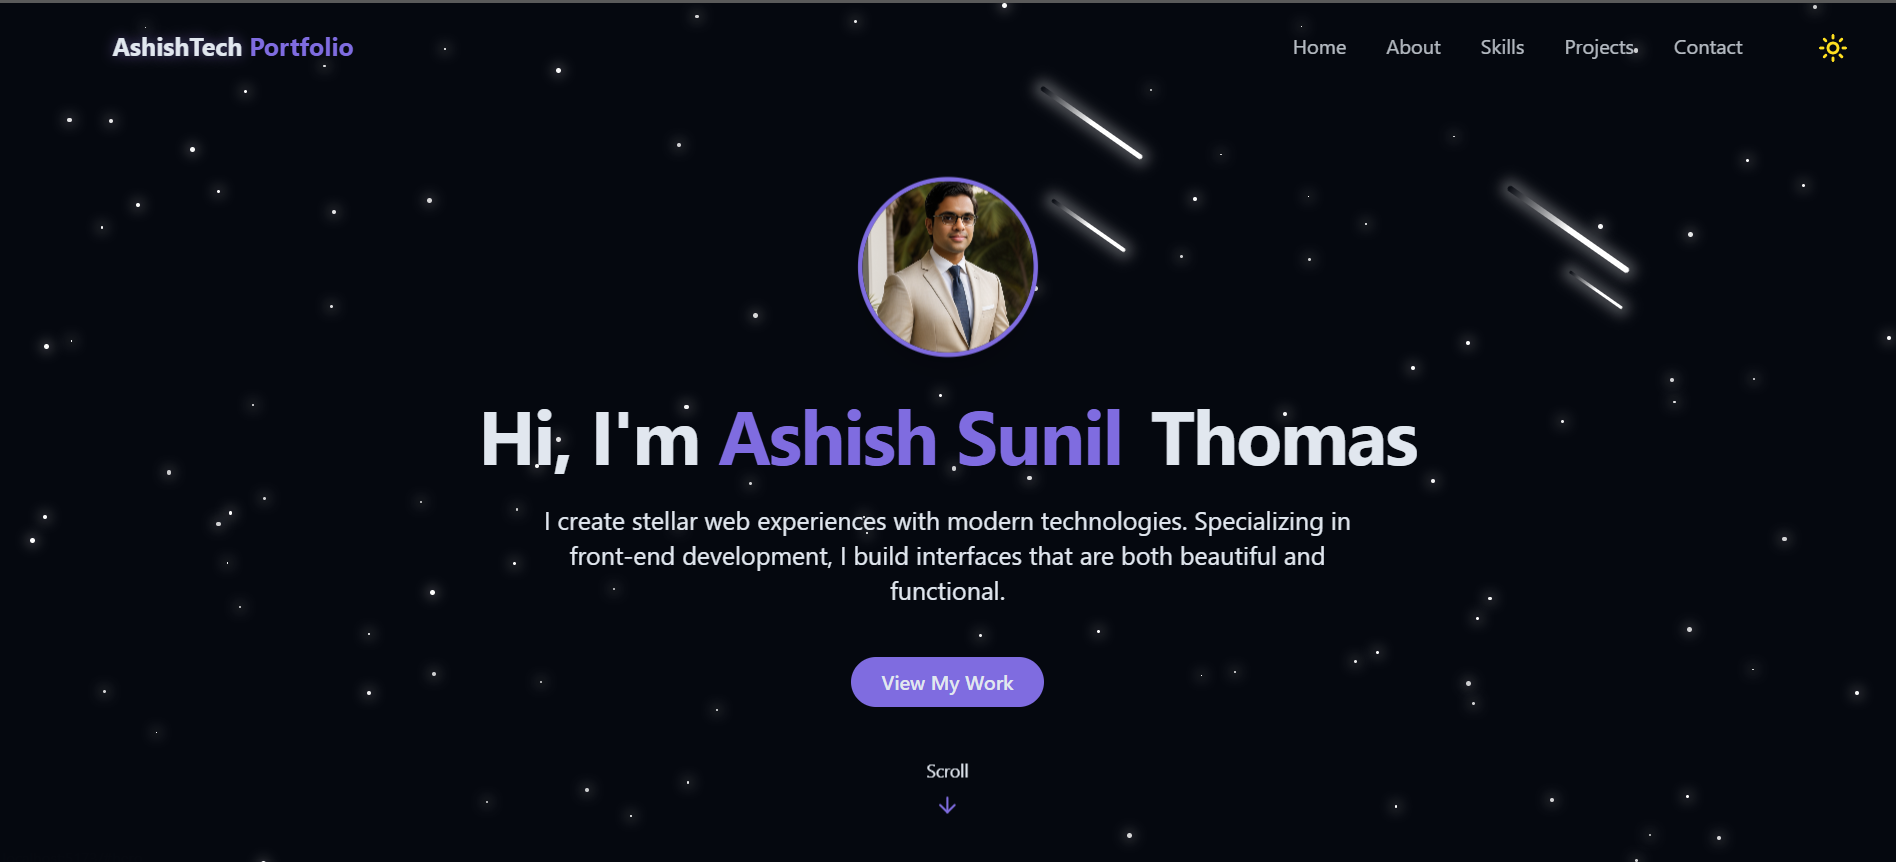 AshishTech Portfolio
Home
About
Skills
Projects
Contact
Hi, I'm Ashish Sunil Thomas
I create stellar web experiences with modern technologies. Specializing in
front-end development, I build interfaces that are both beautiful and
functional.
View My Work
Scroll